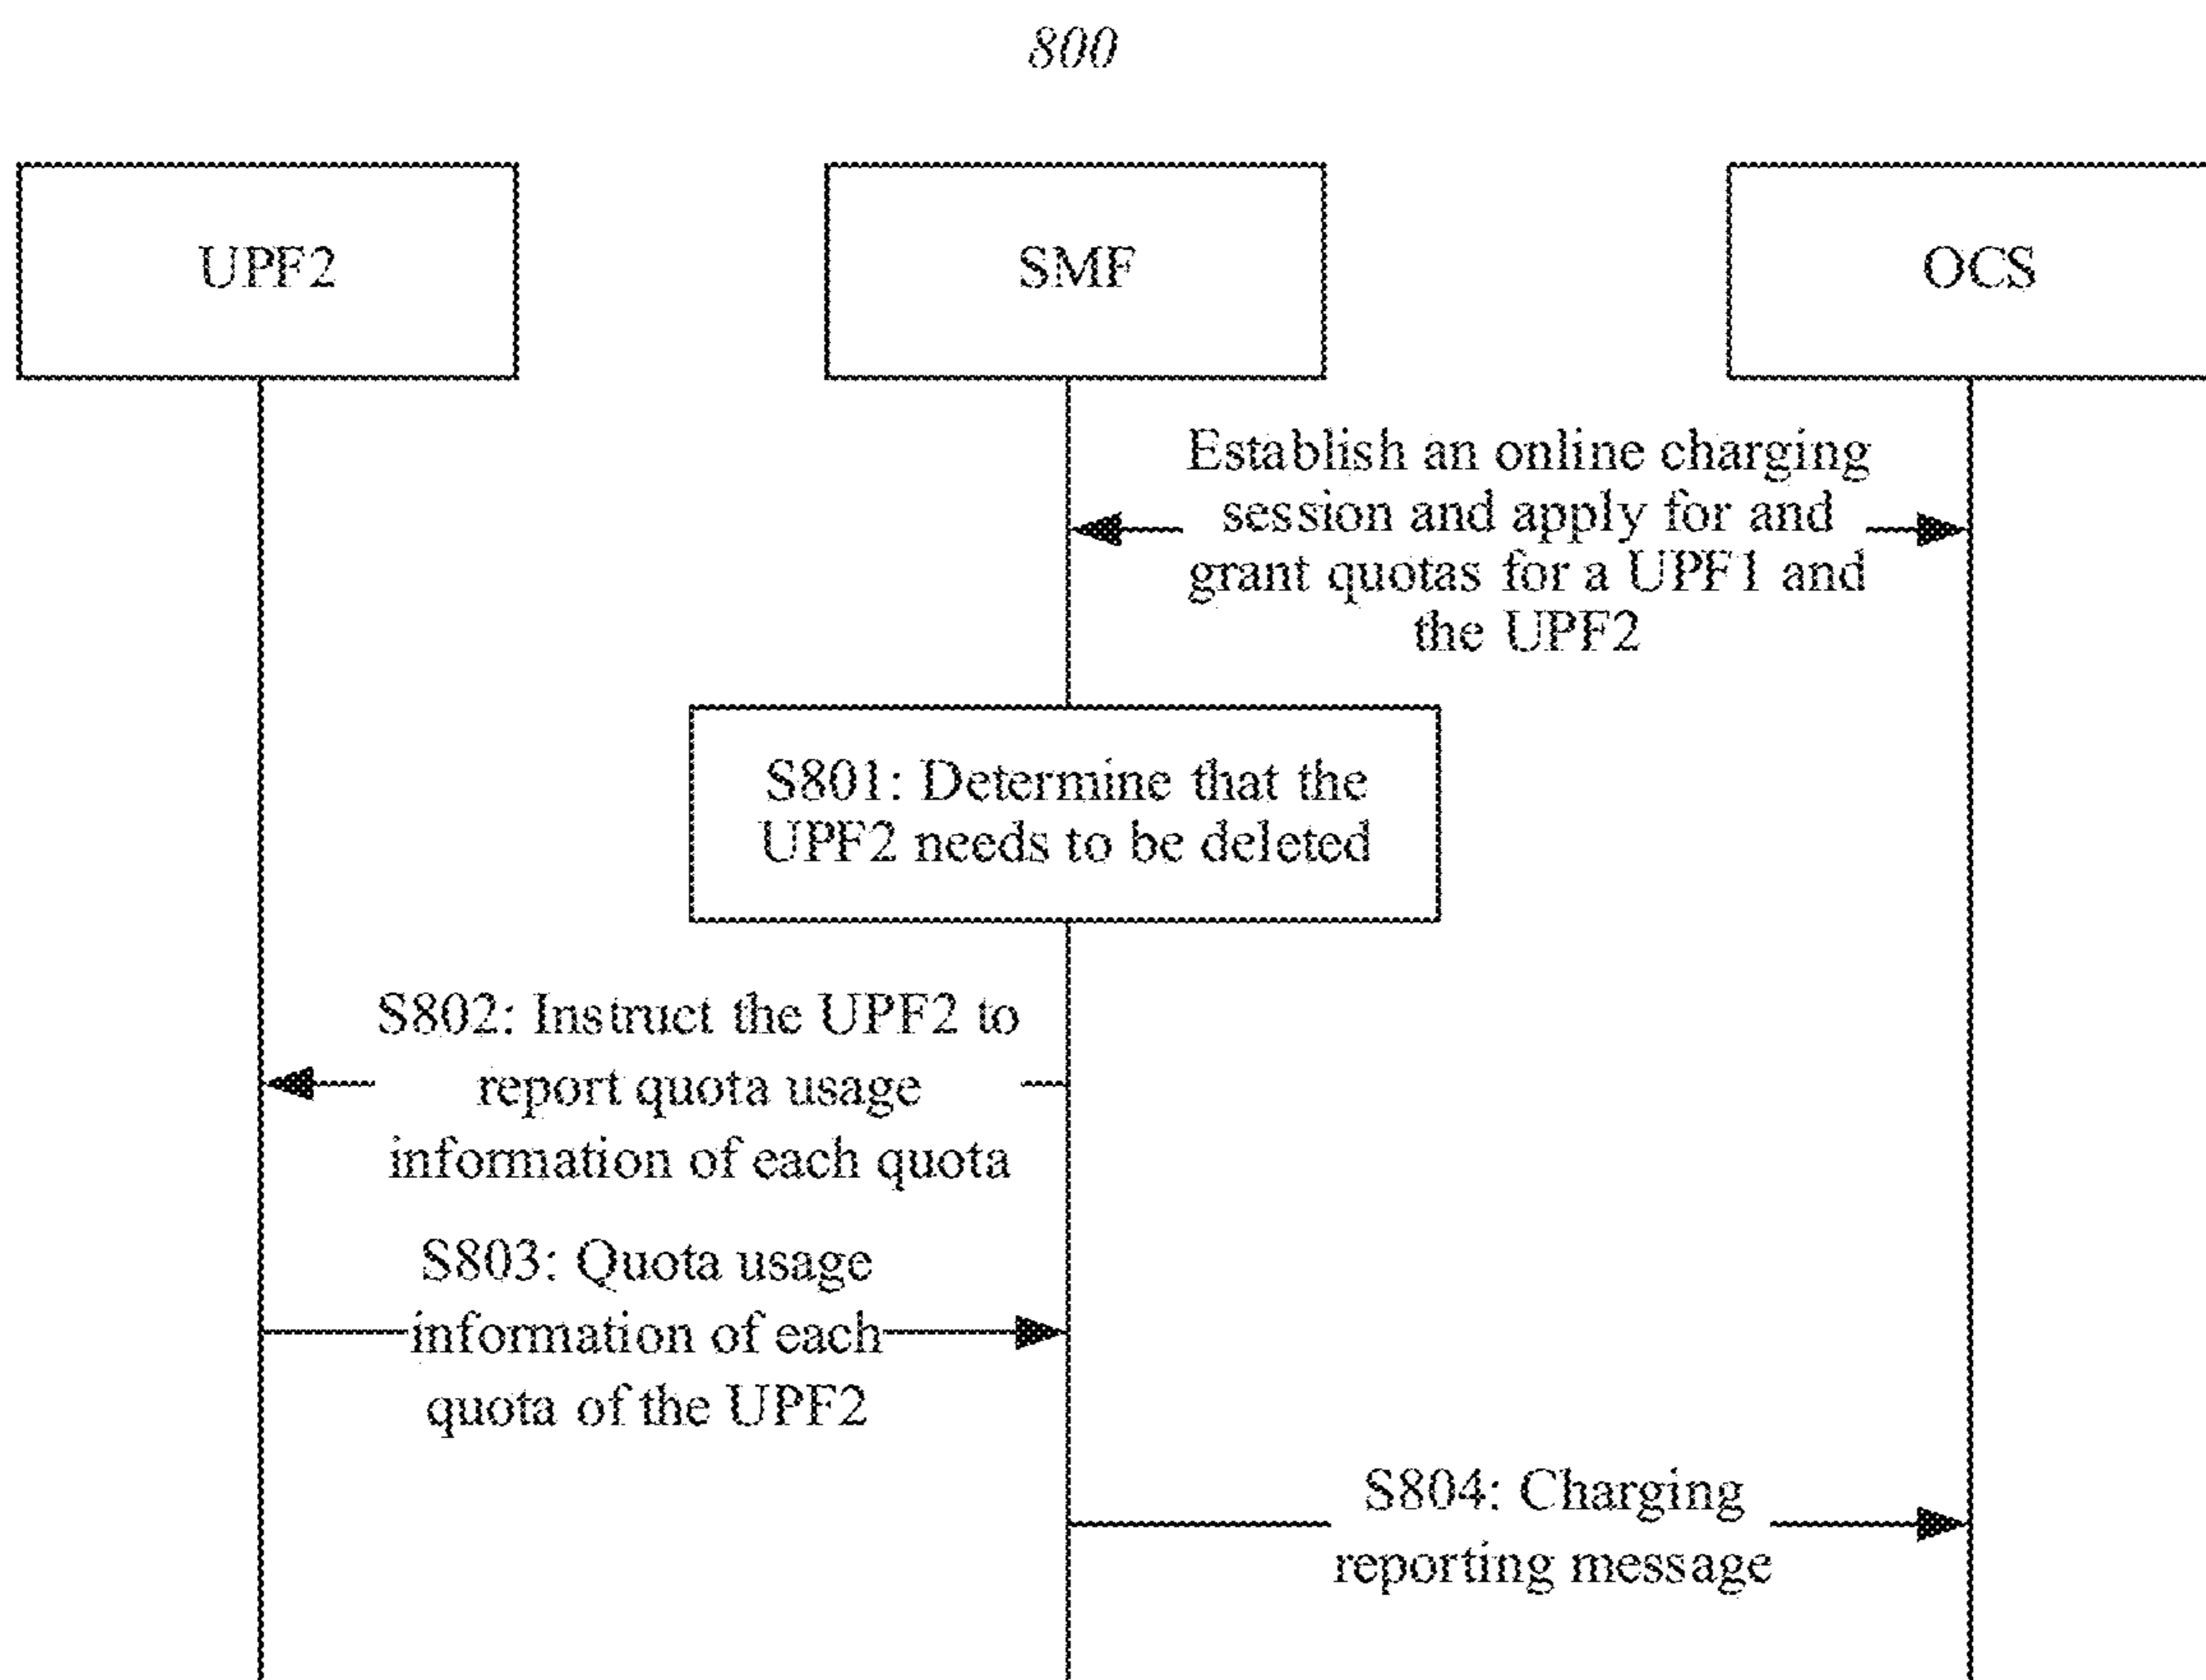 800
UPF2
SMF
OCS
Establish an online charging
session and apply for and
grant quotas for a UPF1 and
the UPF2
S801: Determine that the
UPF2 needs to be deleted
S802: Instruct the UPF2 to
report quota usage
information of each quota
S803: Quota usage
information of each
quota of the UPF2
S804: Charging
reporting message